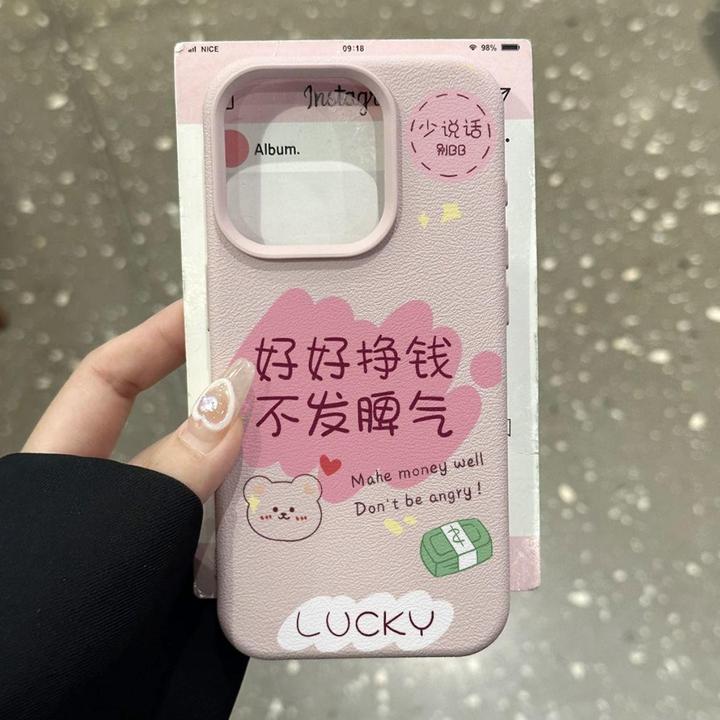 NICE
09:18
98%
Instagr
Album.
少说话
别BB
好好挣钱
不发脾气
Make money well
Don't be angry!
LUCKY